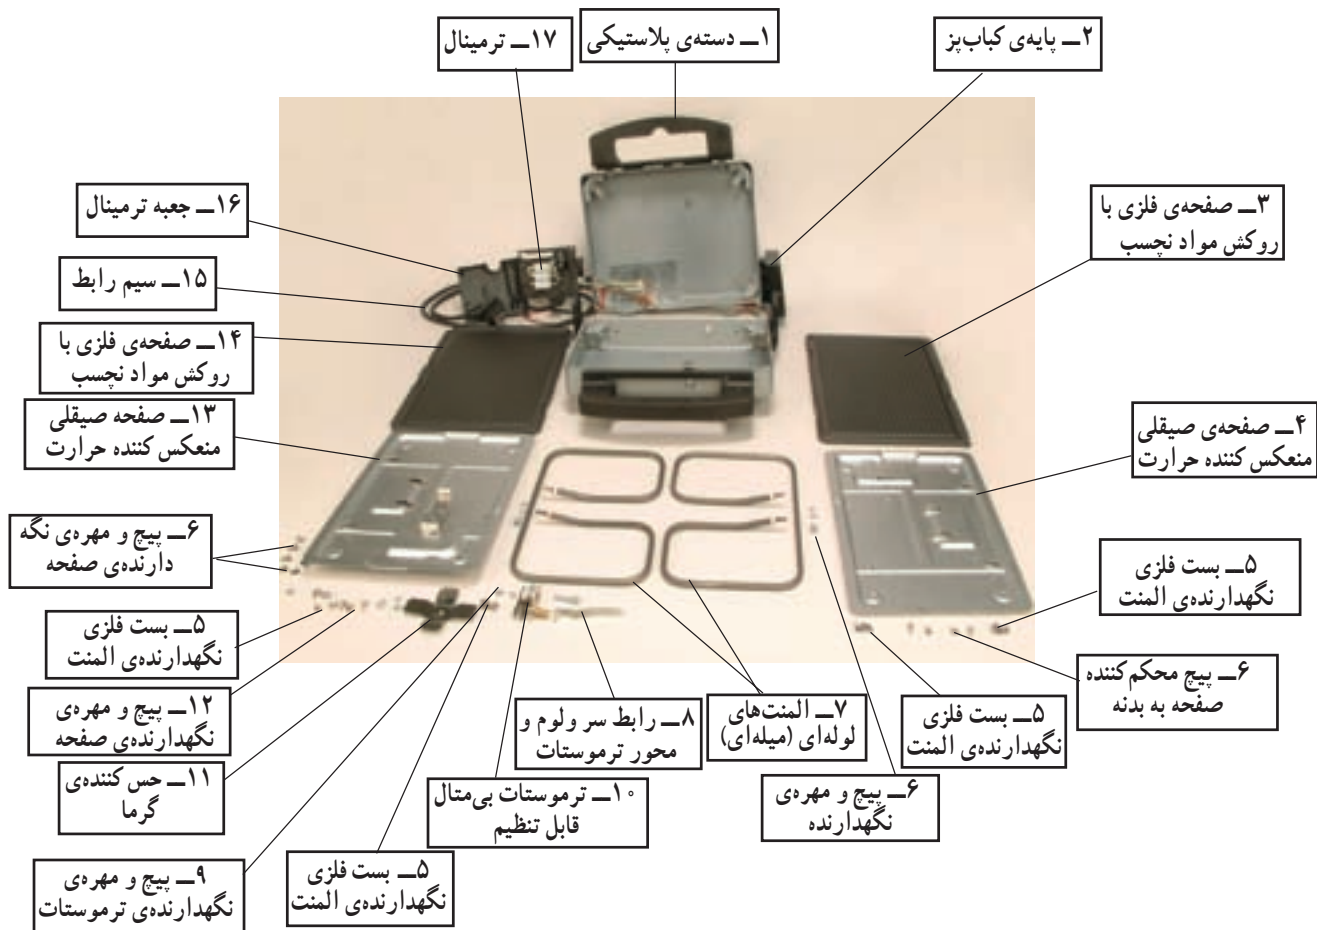 ۱ــ دسته‌ی پلاستیکی
۲ــ پایه‌ی کباب‌پز
۳ــ صفحه‌ی فلزی با
روکش مواد نچسب
۴ــ صفحه‌ی صیقلی
منعکس کننده حرارت
۵ــ بست فلزی
نگهدارنده‌ی المنت
۶ــ پیچ محکم‌کننده
صفحه به بدنه
۵ــ بست فلزی
نگهدارنده‌ی المنت
۶ــ پیچ و مهره‌ی
نگهدارنده
۷ــ المنت‌های
لوله‌ای (میله‌ای)
۸ــ رابط سر ولوم و
محور ترموستات
۱۰ــ ترموستات بی‌متال
قابل تنظیم
۵ــ بست فلزی
نگهدارنده‌ی المنت
۹ــ پیچ و مهره‌ی
نگهدارنده‌ی ترموستات
۱۱ــ حس کننده‌ی
گرما
۱۲ــ پیچ و مهره‌ی
نگهدارنده‌ی صفحه
۵ــ بست فلزی
نگهدارنده‌ی المنت
۶ــ پیچ و مهره‌ی نگه
دارنده‌ی صفحه
۱۳ــ صفحه صیقلی
منعکس کننده حرارت
۱۴ــ صفحه‌ی فلزی با
روکش مواد نچسب
۱۵ــ سیم رابط
۱۶ــ جعبه ترمینال
۱۷ــ ترمینال